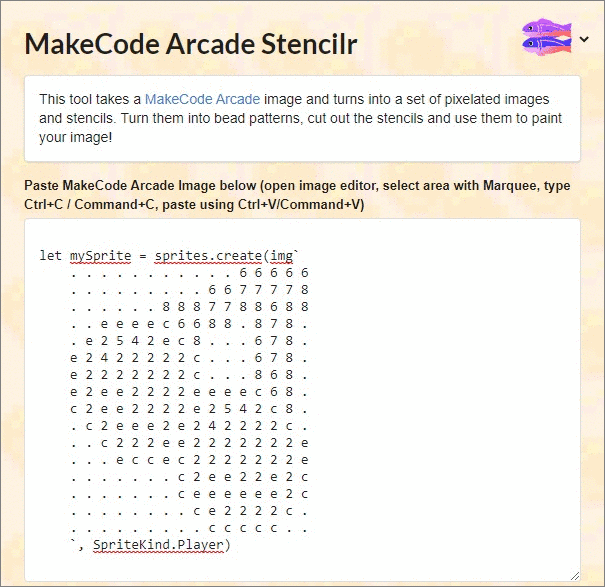 MakeCode Arcade Stencilr
This tool takes a MakeCode Arcade image and turns into a set of pixelated images
and stencils. Turn them into bead patterns, cut out the stencils and use them to paint
your image!
Paste MakeCode Arcade Image below (open image editor, select area with Marquee, type
Ctrl+C / Command+C, paste using Ctrl+V/Command+V)
let mySprite = sprites.create(img`
. . . . . . . . . . . 6 6 6 6 6
. . . . . . . . . 6 6 7 7 7 7 8
. . . . . . 8 8 8 7 7 8 8 6 8 8
. . e e e e c 6 6 8 8 . 8 7 8 .
. e 2 5 4 2 e c 8 . . . 6 7 8 .
e 2 4 2 2 2 2 2 c . . . 6 7 8 .
e 2 2 2 2 2 2 2 c . . . 8 6 8 .
e 2 e e 2 2 2 2 e e e e c 6 8 .
c 2 e e 2 2 2 2 e 2 5 4 2 c 8 .
. c 2 e e e 2 e 2 4 2 2 2 2 c .
. . c 2 2 2 e e 2 2 2 2 2 2 2 e
. . . e c c e c 2 2 2 2 2 2 2 e
. . . . . . . c 2 e e 2 2 e 2 c
. . . . . . . c e e e e e e 2 c
. . . . . . . . c e 2 2 2 2 c .
. . . . . . . . . c c c c c . .
`, SpriteKind.Player)